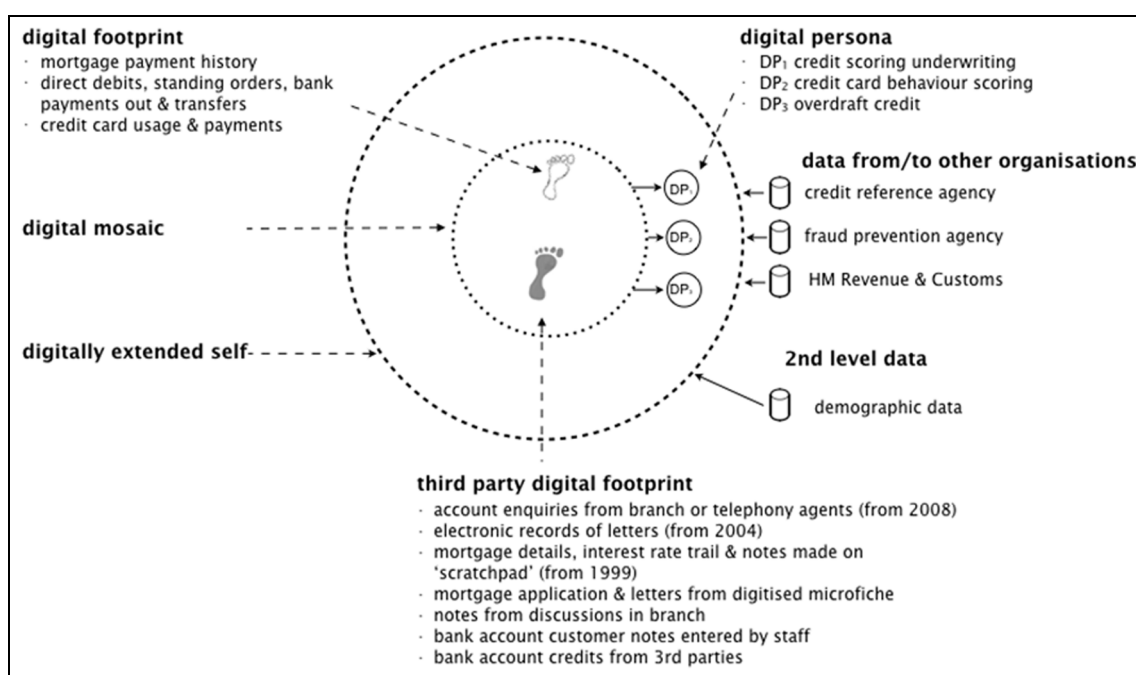 digital footprint
· mortgage payment history
· direct debits, standing orders, bank
payments out & transfers
· credit card usage & payments
digital mosaic
digitally extended self
digital persona
· DP₁ credit scoring underwriting
· DP₂ credit card behaviour scoring
· DP₃ overdraft credit
DP₁
DP₂
DP₃
data from/to other organisations
credit reference agency
fraud prevention agency
HM Revenue & Customs
2nd level data
demographic data
third party digital footprint
· account enquiries from branch or telephony agents (from 2008)
· electronic records of letters (from 2004)
· mortgage details, interest rate trail & notes made on
‘scratchpad’ (from 1999)
· mortgage application & letters from digitised microfiche
· notes from discussions in branch
· bank account customer notes entered by staff
· bank account credits from 3rd parties